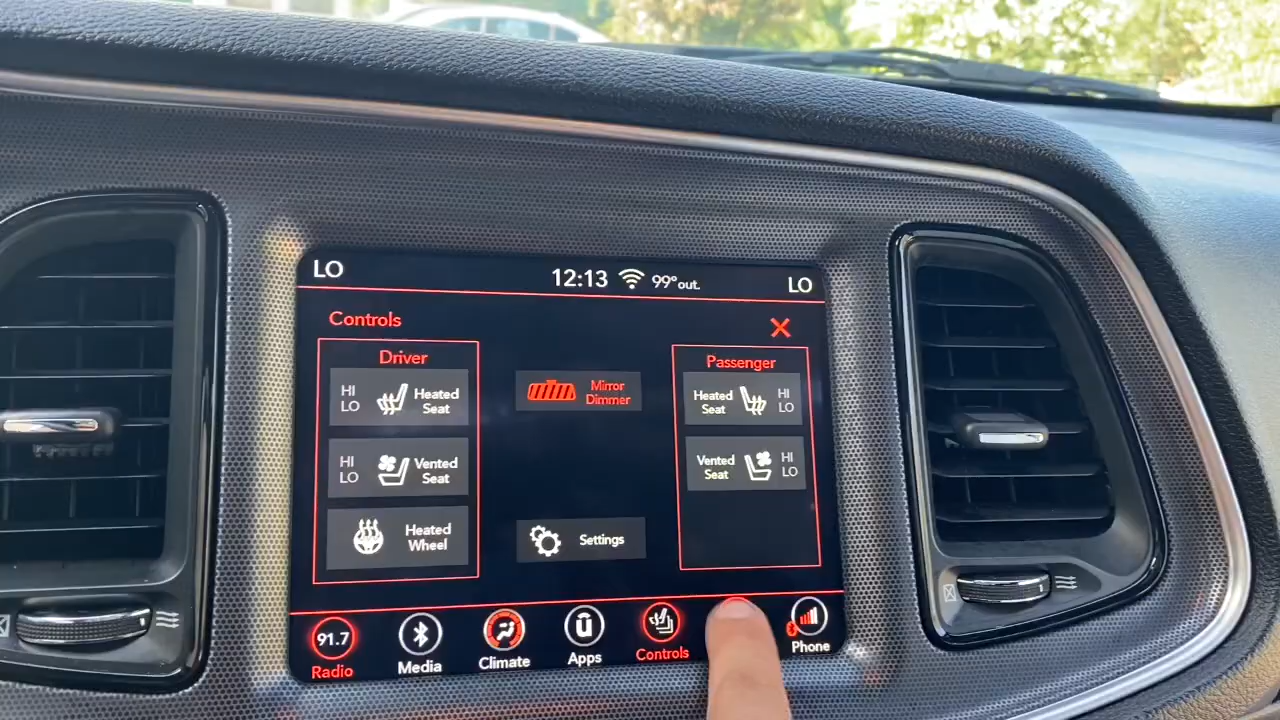 LO
12:13
99°out.
LO
Controls
Driver
HI
LO
Heated
Seat
HI
LO
Vented
Seat
Heated
Wheel
Mirror
Dimmer
Settings
Passenger
Heated
Seat
HI
LO
Vented
Seat
HI
LO
91.7
Radio
Media
Climate
Apps
Controls
Phone